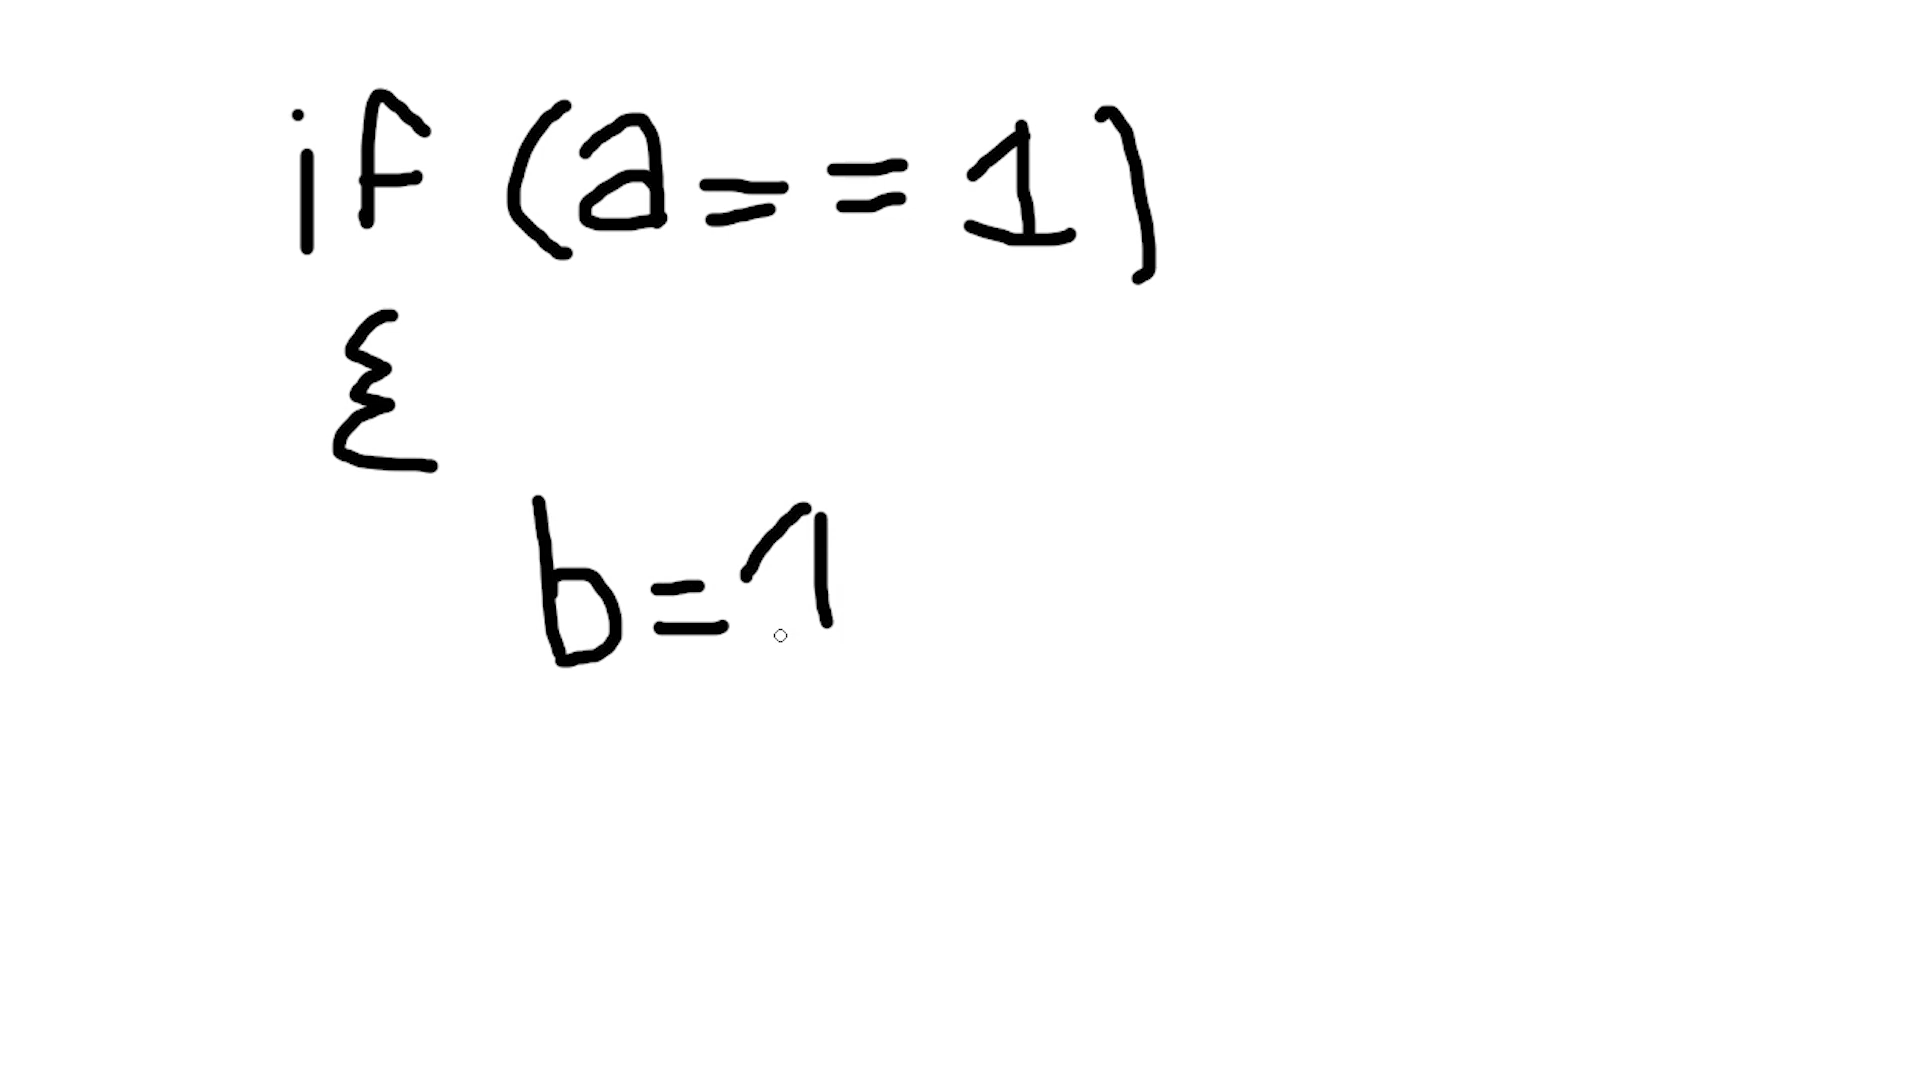 if (a == 1)
{
b=1